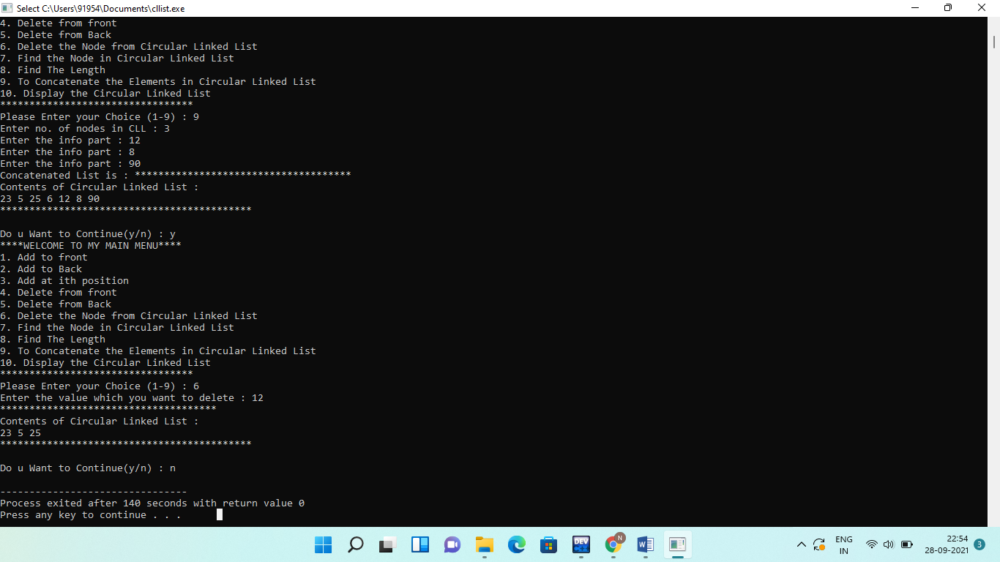 Select C:\Users\91954\Documents\cllist.exe
4. Delete from front
5. Delete from Back
6. Delete the Node from Circular Linked List
7. Find the Node in Circular Linked List
8. Find The Length
9. To Concatenate the Elements in Circular Linked List
10. Display the Circular Linked List
*********************************
Please Enter your Choice (1-9) : 9
Enter no. of nodes in CLL : 3
Enter the info part : 12
Enter the info part : 8
Enter the info part : 90
Concatenated List is : *************************************
Contents of Circular Linked List :
23 5 25 6 12 8 90
*******************************************
Do u Want to Continue(y/n) : y
****WELCOME TO MY MAIN MENU****
1. Add to front
2. Add to Back
3. Add at ith position
4. Delete from front
5. Delete from Back
6. Delete the Node from Circular Linked List
7. Find the Node in Circular Linked List
8. Find The Length
9. To Concatenate the Elements in Circular Linked List
10. Display the Circular Linked List
*********************************
Please Enter your Choice (1-9) : 6
Enter the value which you want to delete : 12
*************************************
Contents of Circular Linked List :
23 5 25
*******************************************
Do u Want to Continue(y/n) : n
--------------------------------
Process exited after 140 seconds with return value 0
Press any key to continue . . .
DEV
N
W
ENG
IN
22:54
28-09-2021
3